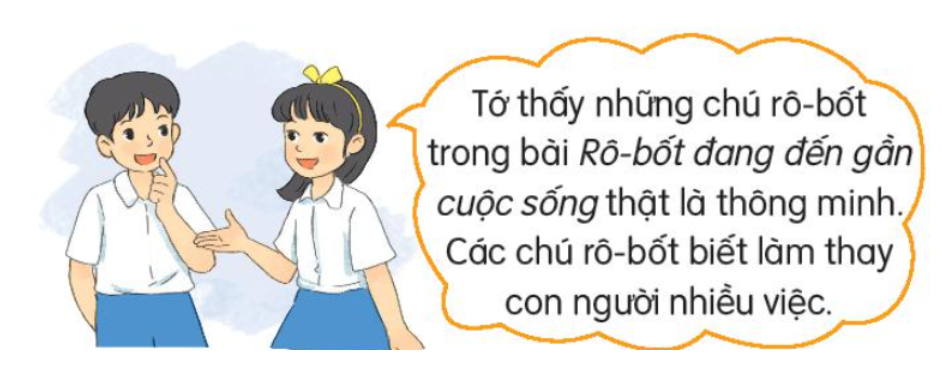 Tớ thấy những chú rô-bốt
trong bài Rô-bốt đang đến gần
cuộc sống thật là thông minh.
Các chú rô-bốt biết làm thay
con người nhiều việc.